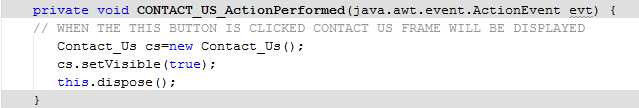 private void CONTACT_US_ActionPerformed(java.awt.event.ActionEvent evt) {
// WHEN THE THIS BUTTON IS CLICKED CONTACT US FRAME WILL BE DISPLAYED
Contact_Us cs=new Contact_Us();
cs.setVisible(true);
this.dispose();
}